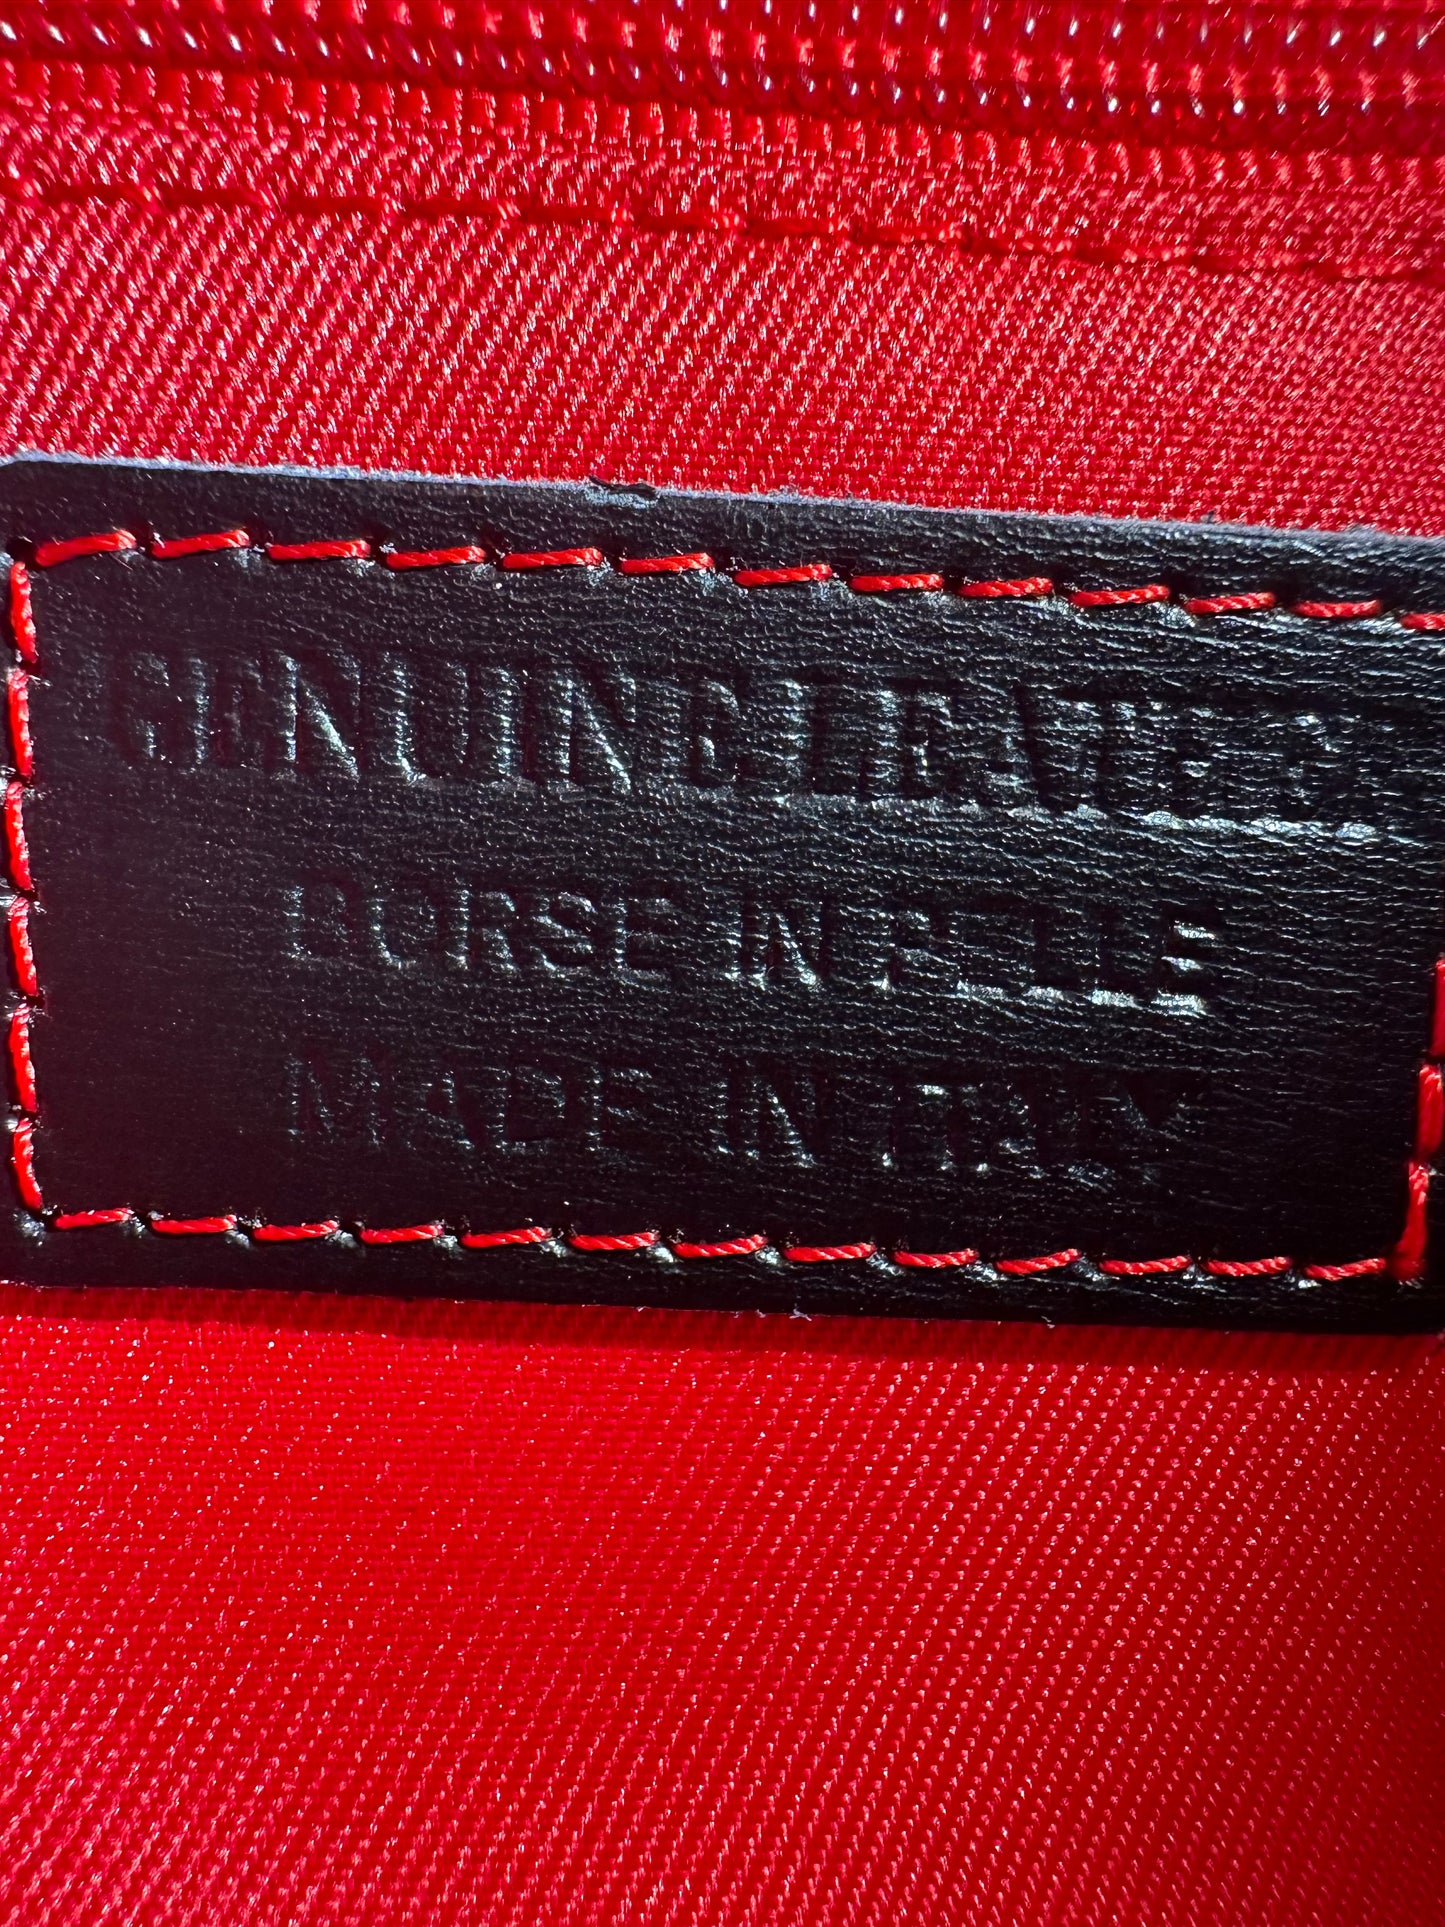 GENUINE LEATHER
BORSE IN PELLE
MADE IN ITALY